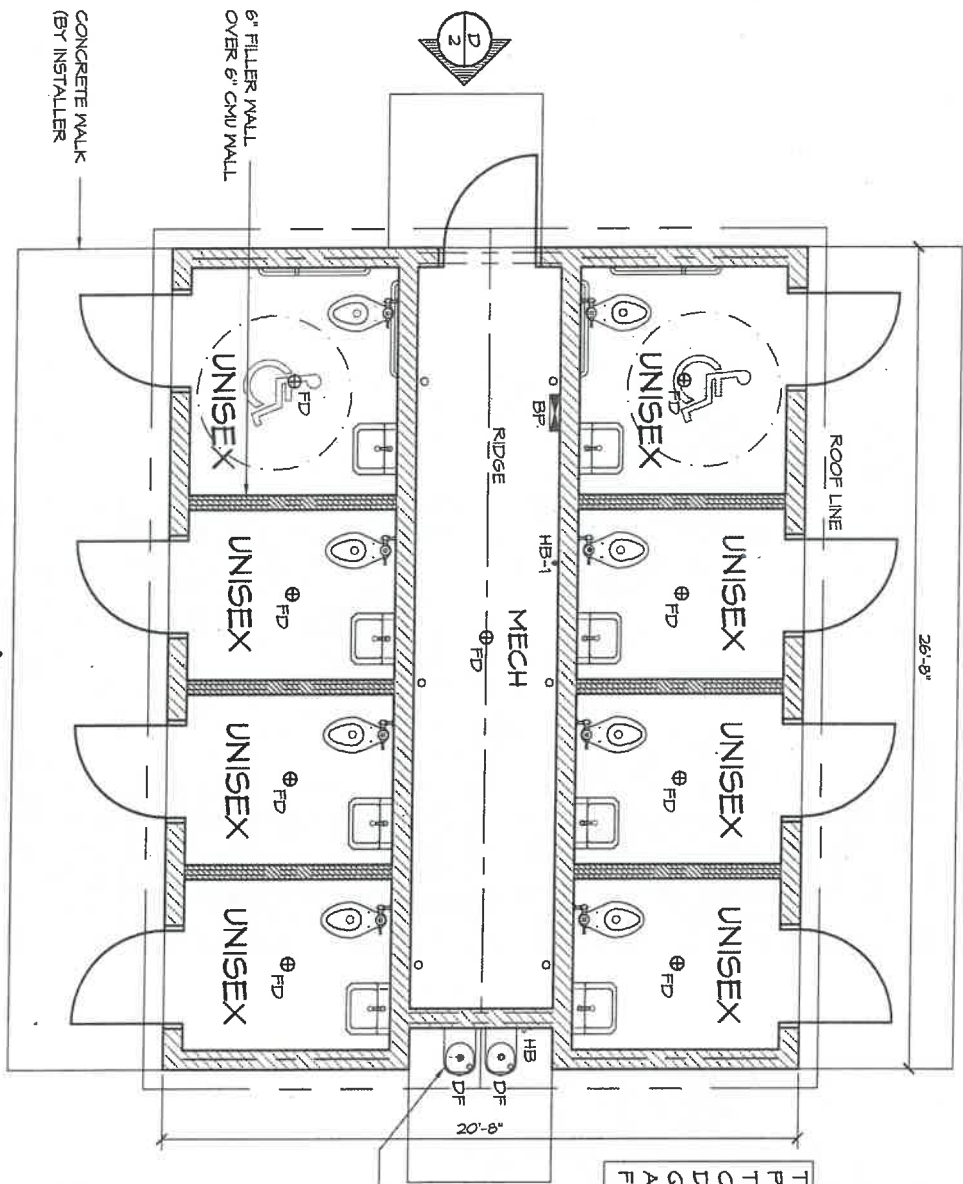 CONCRETE WALK
(BY INSTALLER
6" FILLER WALL
OVER 6" CMU WALL
D
2
ROOF LINE
26'-8"
20'-8"
UNISEX
FD
UNISEX
FD
UNISEX
FD
UNISEX
FD
BP.
RIDGE
HB-1
MECH
FD
HB
DF
DF
UNISEX
FD
UNISEX
FD
UNISEX
FD
UNISEX
FD
T
P
T
O
D
G
A
F